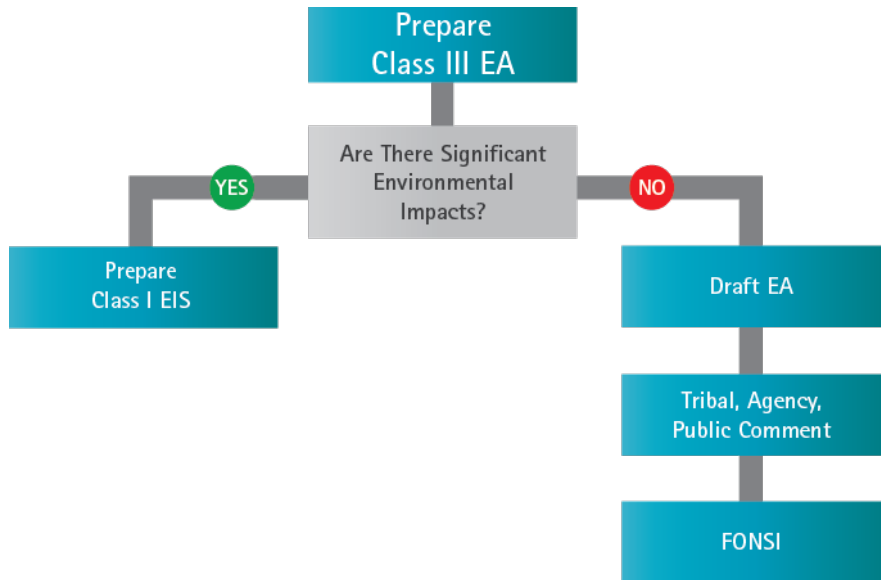 Prepare
Class III EA
Are There Significant
Environmental
Impacts?
YES
NO
Prepare
Class I EIS
Draft EA
Tribal, Agency,
Public Comment
FONSI